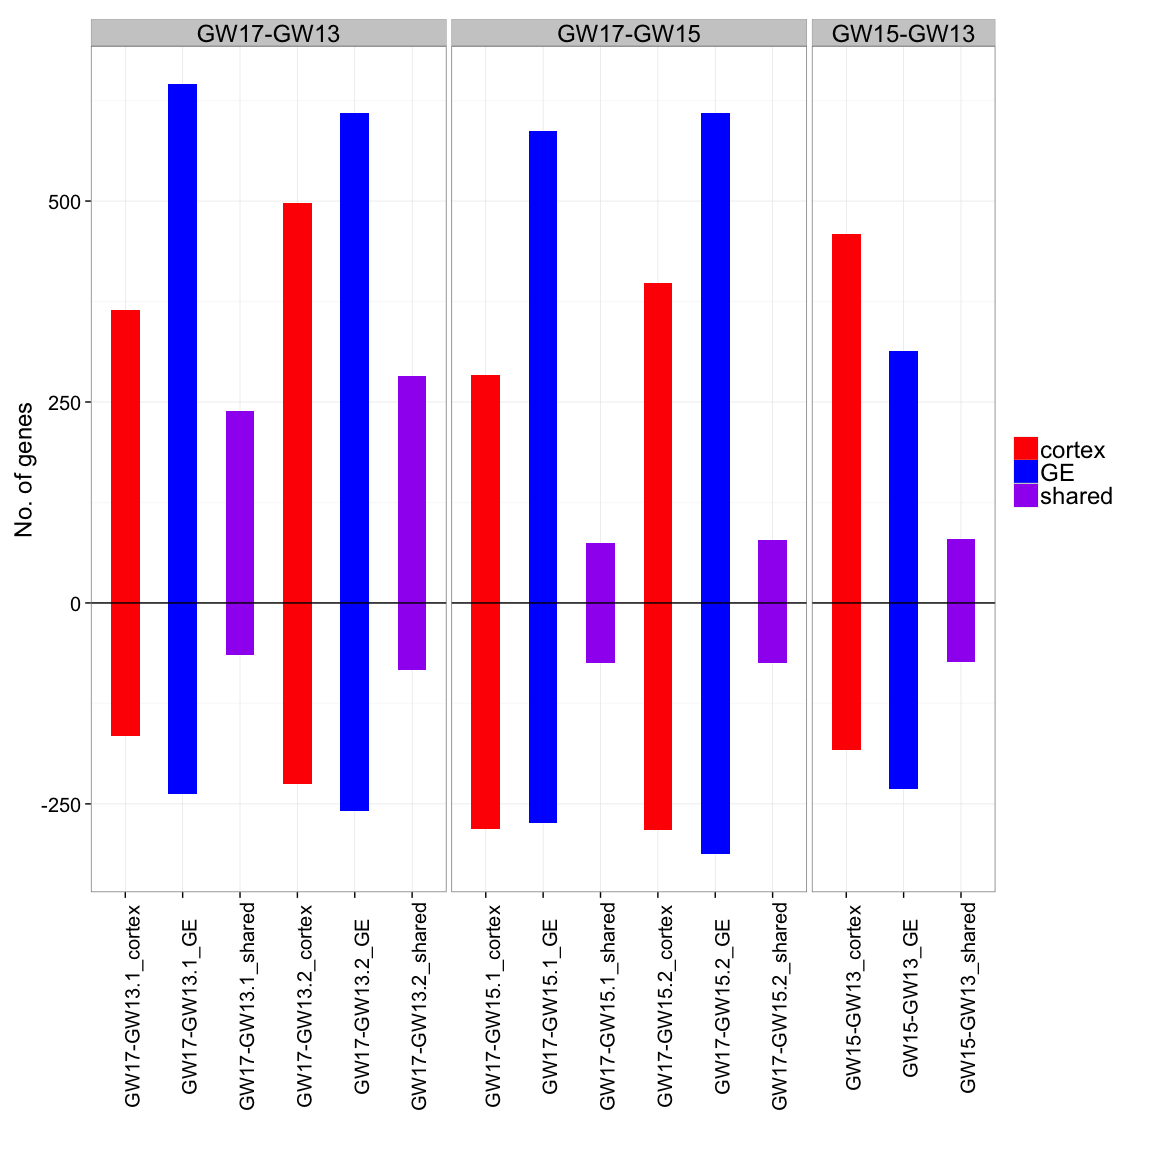 GW17-GW13
GW17-GW15
GW15-GW13
No. of genes
500
250
0
-250
cortex
GE
shared
GW17-GW13.1_cortex
GW17-GW13.1_GE
GW17-GW13.1_shared
GW17-GW13.2_cortex
GW17-GW13.2_GE
GW17-GW13.2_shared
GW17-GW15.1_cortex
GW17-GW15.1_GE
GW17-GW15.1_shared
GW17-GW15.2_cortex
GW17-GW15.2_GE
GW17-GW15.2_shared
GW15-GW13_cortex
GW15-GW13_GE
GW15-GW13_shared